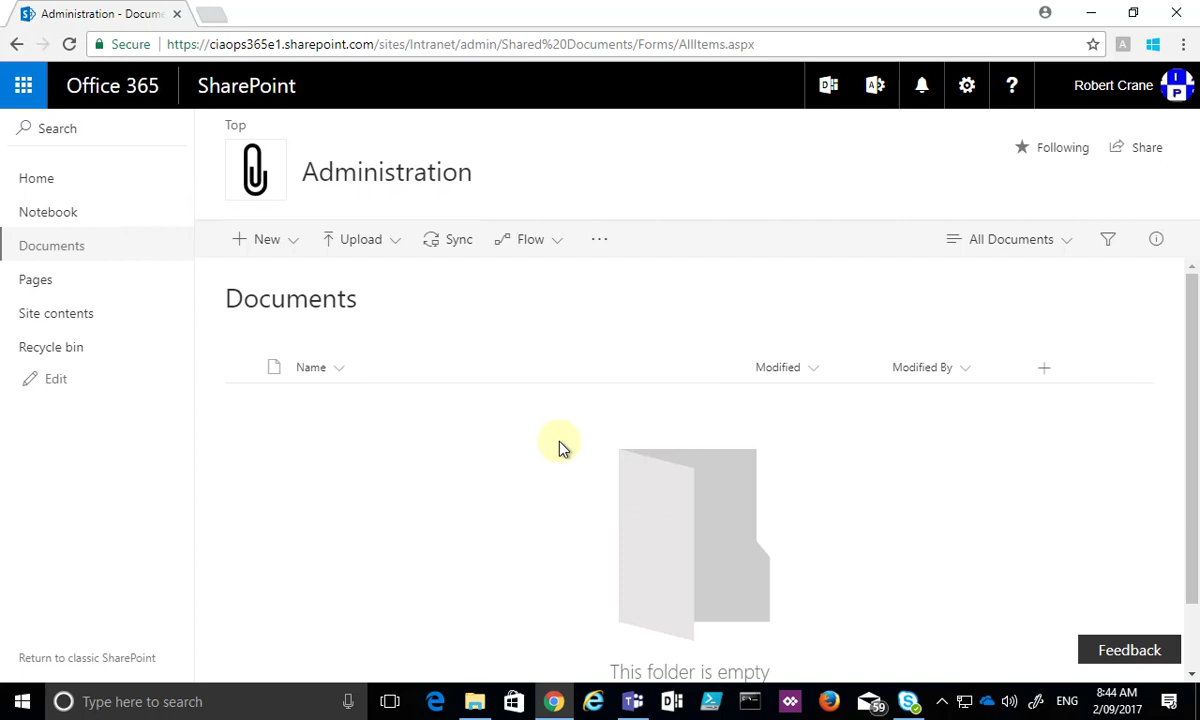 Administration - Docume
Secure https://ciaops365e1.sharepoint.com/sites/Intranet/admin/Shared%20Documents/Forms/AllItems.aspx
A
Office 365 SharePoint
Robert Crane
I
P
Search
Top
Administration
Following Share
Home
Notebook
Documents
Pages
Site contents
Recycle bin
Edit
New Upload Sync Flow ... All Documents
Documents
Name Modified Modified By
This folder is empty
Return to classic SharePoint
Feedback
Type here to search
59
ENG
8:44 AM
2/09/2017